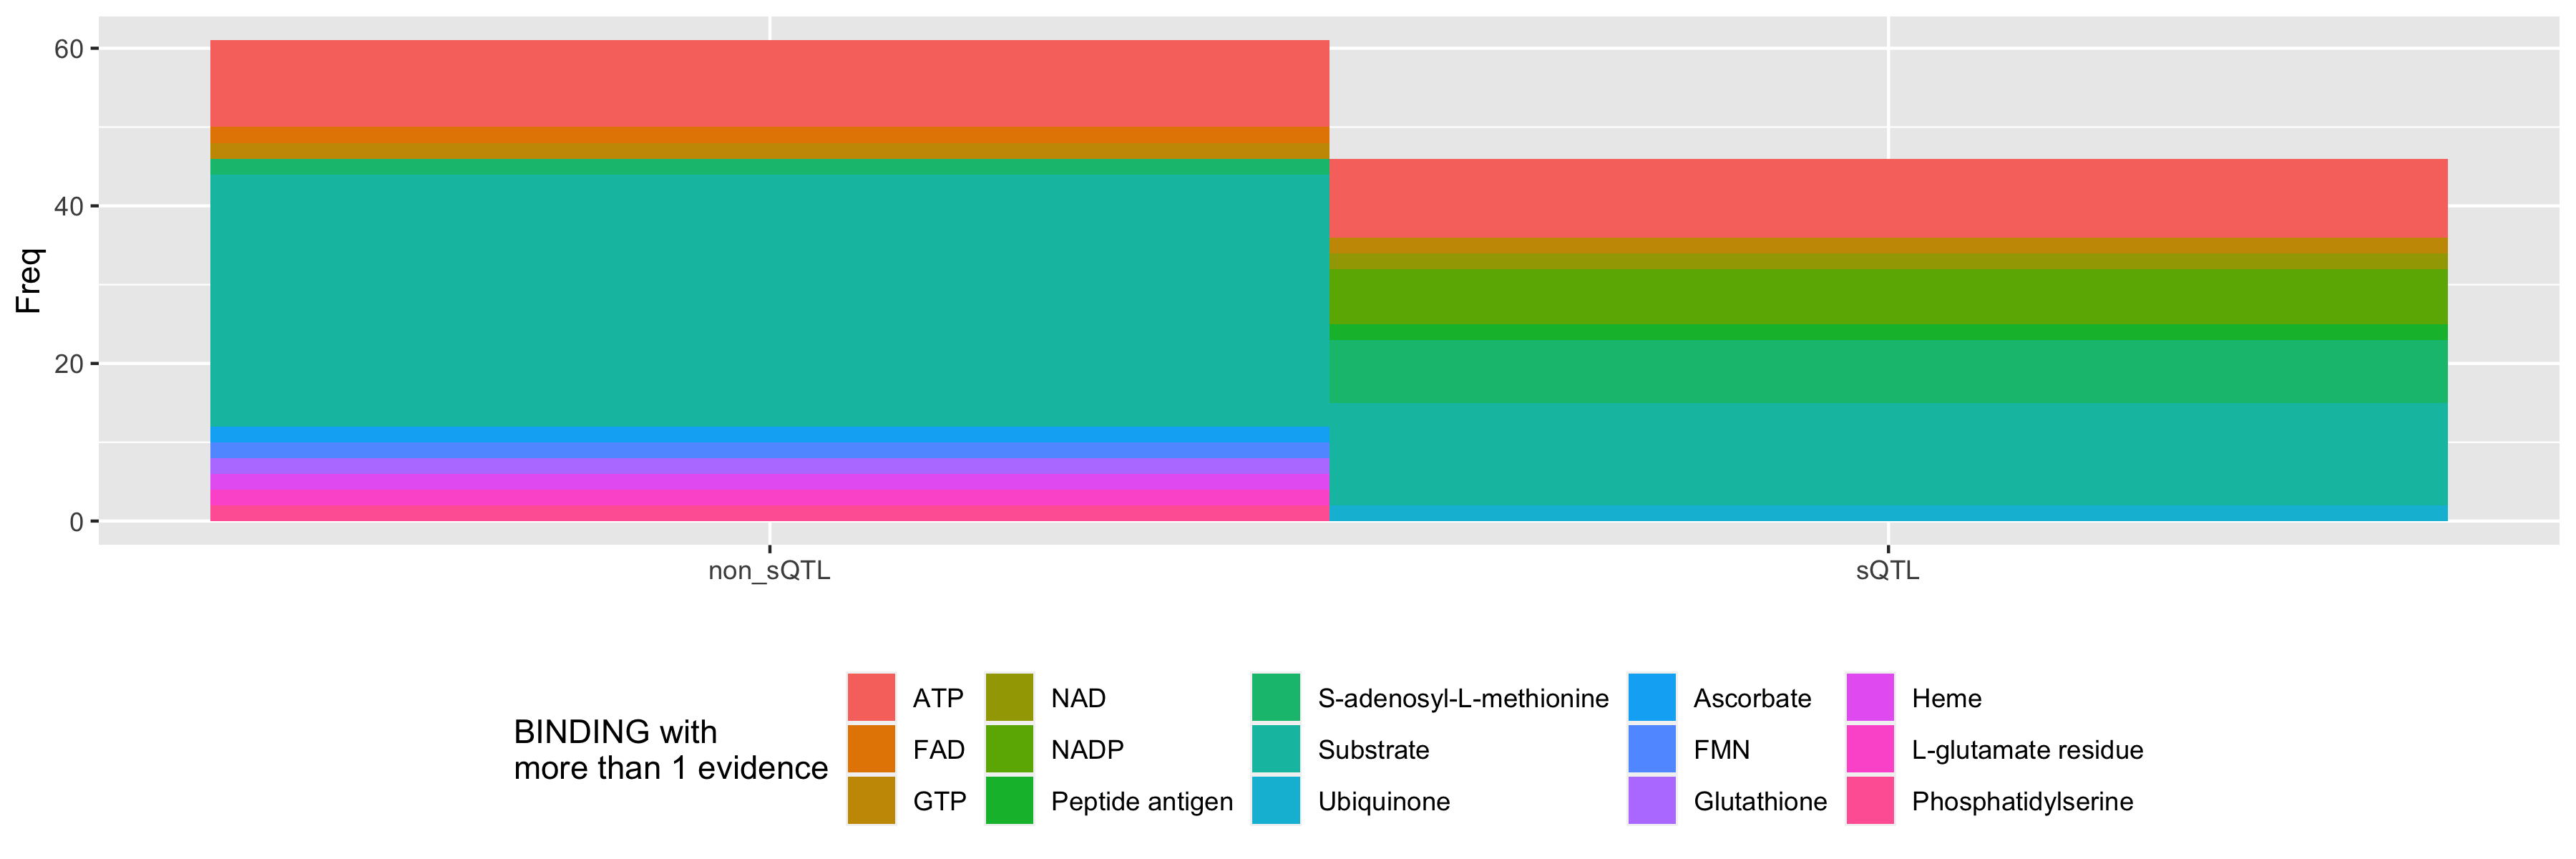 60
40
20
0
Freq
non_sQTL
sQTL
BINDING with
more than 1 evidence
ATP
FAD
GTP
NAD
NADP
Peptide antigen
S-adenosyl-L-methionine
Substrate
Ubiquinone
Ascorbate
FMN
Glutathione
Heme
L-glutamate residue
Phosphatidylserine